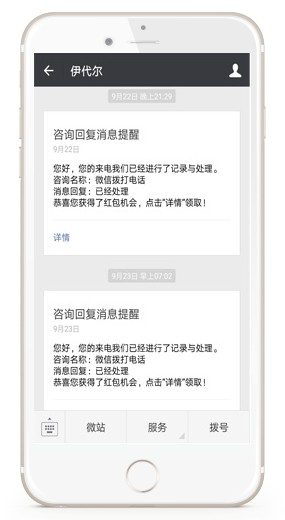 伊代尔
9月22日 晚上21:29
咨询回复消息提醒
9月22日
您好，您的来电我们已经进行了记录与处理。
咨询名称：微信拨打电话
消息回复：已经处理
恭喜您获得了红包机会，点击“详情”领取！
详情
9月23日 早上07:02
咨询回复消息提醒
9月23日
您好，您的来电我们已经进行了记录与处理。
咨询名称：微信拨打电话
消息回复：已经处理
恭喜您获得了红包机会，点击“详情”领取！
微站 服务 拨号